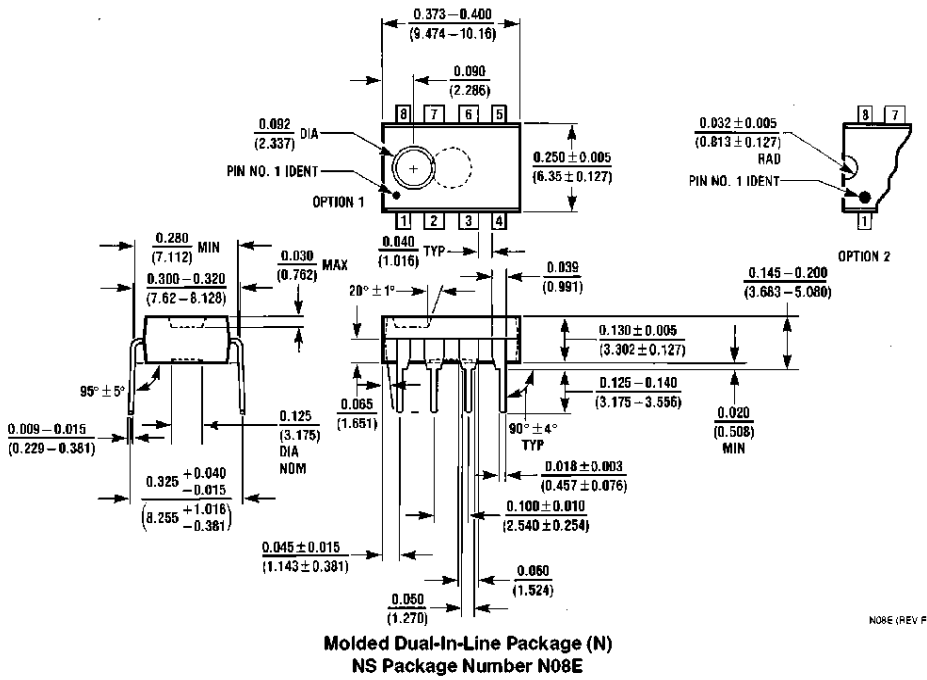 0.373–0.400
(9.474–10.16)
0.090
(2.286)
8 7 6 5
0.092 DIA
(2.337)
PIN NO. 1 IDENT
OPTION 1
1 2 3 4
0.250 ± 0.005
(6.35 ± 0.127)
0.032 ± 0.005
(0.813 ± 0.127)
RAD
PIN NO. 1 IDENT
8 7
1
OPTION 2
0.280 MIN
(7.112)
0.030 MAX
(0.762)
0.300–0.320
(7.62–8.128)
0.040 TYP
(1.016)
0.039
(0.991)
20° ± 1°
0.145–0.200
(3.683–5.080)
0.130 ± 0.005
(3.302 ± 0.127)
0.125–0.140
(3.175–3.556)
0.020
(0.508)
MIN
95° ± 5°
0.065
(1.651)
90° ± 4°
TYP
0.009–0.015
(0.229–0.381)
0.125
(3.175)
DIA
NOM
0.018 ± 0.003
(0.457 ± 0.076)
0.325 +0.040
−0.015
(8.255 +1.016
−0.381)
0.100 ± 0.010
(2.540 ± 0.254)
0.045 ± 0.015
(1.143 ± 0.381)
0.060
(1.524)
0.050
(1.270)
N08E (REV F
Molded Dual-In-Line Package (N)
NS Package Number N08E